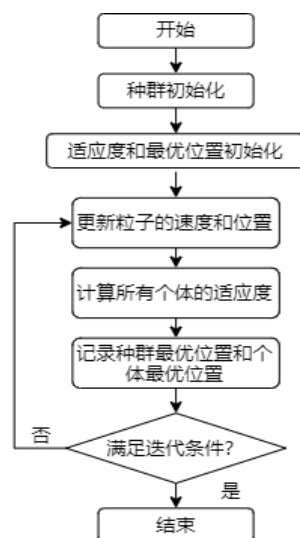 开始
种群初始化
适应度和最优位置初始化
更新粒子的速度和位置
计算所有个体的适应度
记录种群最优位置和个
体最优位置
否
满足迭代条件?
是
结束